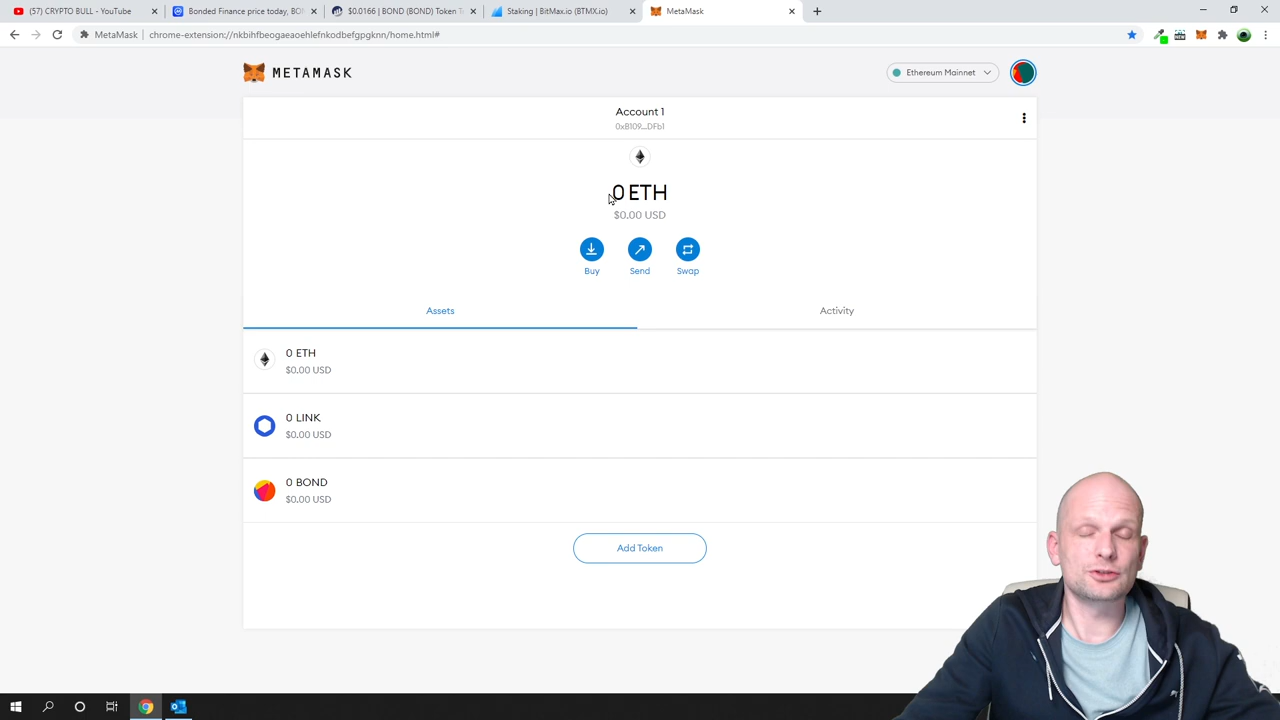 (57) CRYPTO BULL - YouTube
Bonded Finance price today, BON
$0.0166 | BOND (BOND) Token T
Staking | BitMax.io (BTMX.io)
MetaMask
MetaMask
chrome-extension://nkbihfbeogaeaoehlefnkodbefgpgknn/home.html#
METAMASK
Ethereum Mainnet
Account 1
0xB109...DFb1
0 ETH
$0.00 USD
Buy
Send
Swap
Assets
Activity
0 ETH
$0.00 USD
0 LINK
$0.00 USD
0 BOND
$0.00 USD
Add Token